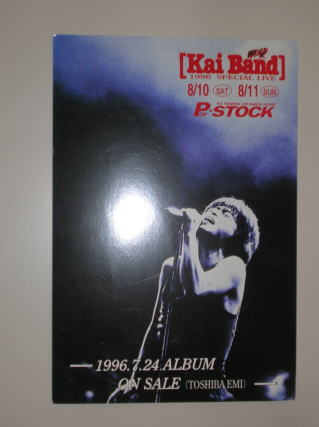 [Kai Band]
1996 SPECIAL LIVE
8/10 SAT 8/11 SUN
POP-STOCK
1996.7.24.ALBUM
ON SALE (TOSHIBA EMI)